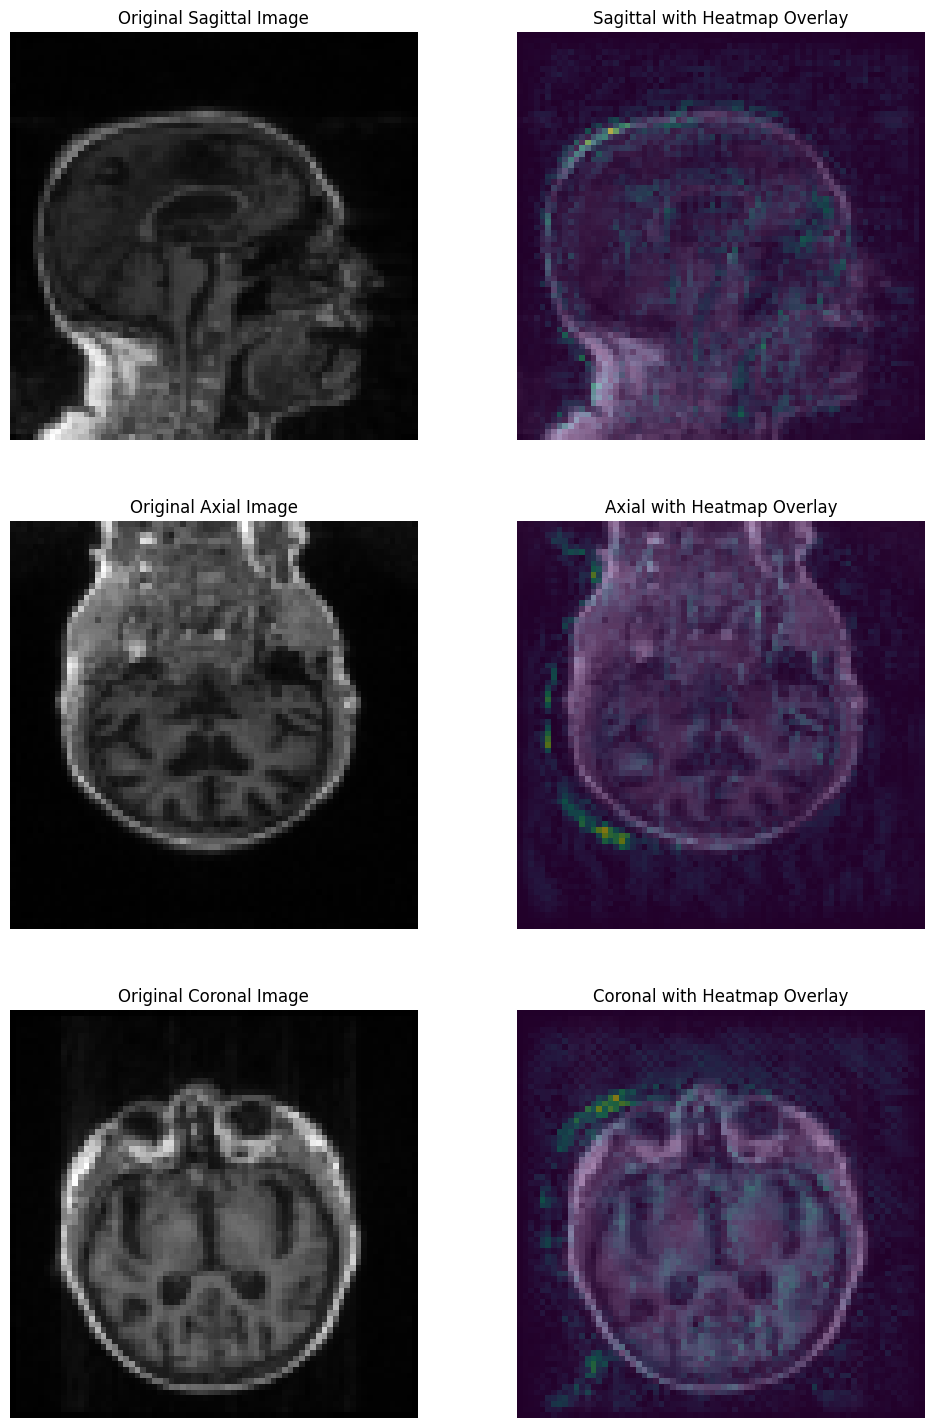 Original Sagittal Image
Sagittal with Heatmap Overlay
Original Axial Image
Axial with Heatmap Overlay
Original Coronal Image
Coronal with Heatmap Overlay